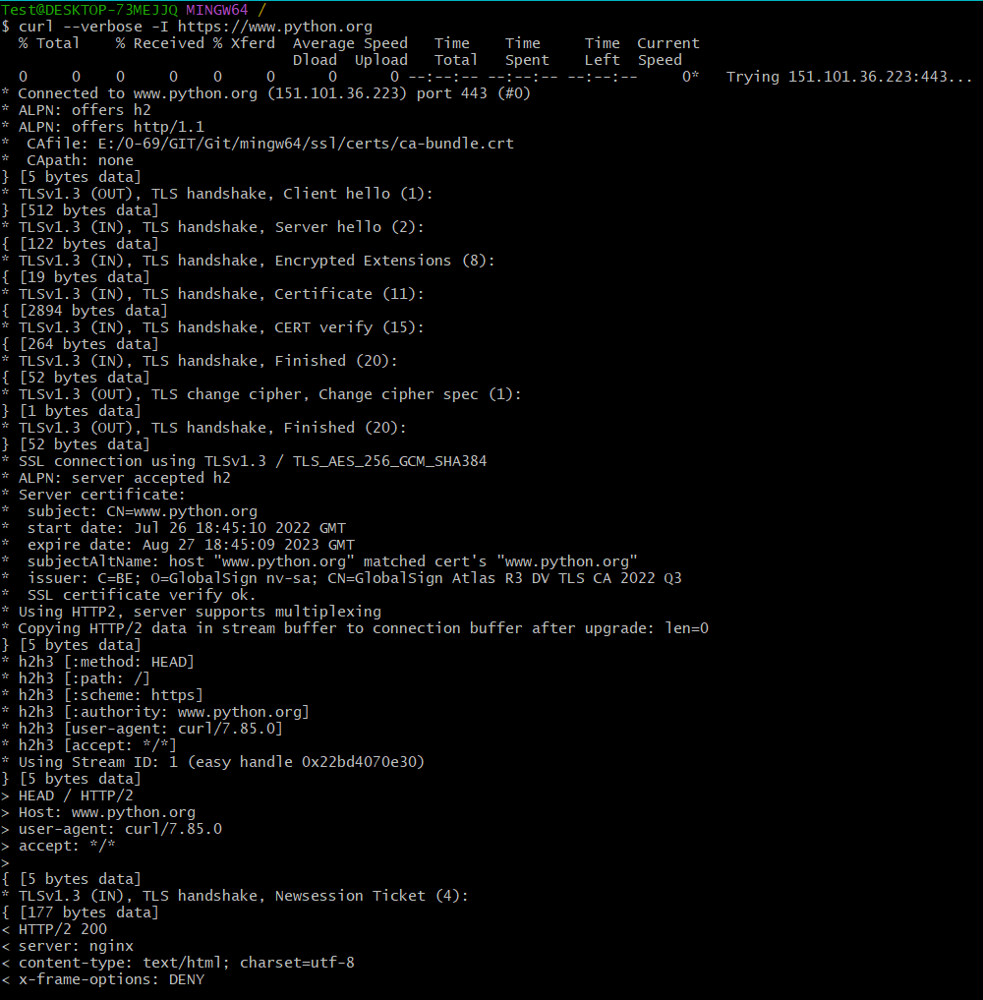 Test@DESKTOP-73MEJJQ MINGW64 /
$ curl --verbose -I https://www.python.org
  % Total    % Received % Xferd  Average Speed   Time    Time     Time  Current
                                 Dload  Upload   Total   Spent    Left  Speed
  0     0    0     0    0     0      0      0 --:--:-- --:--:-- --:--:--     0*   Trying 151.101.36.223:443...
* Connected to www.python.org (151.101.36.223) port 443 (#0)
* ALPN: offers h2
* ALPN: offers http/1.1
*  CAfile: E:/0-69/GIT/Git/mingw64/ssl/certs/ca-bundle.crt
*  CApath: none
} [5 bytes data]
* TLSv1.3 (OUT), TLS handshake, Client hello (1):
} [512 bytes data]
* TLSv1.3 (IN), TLS handshake, Server hello (2):
{ [122 bytes data]
* TLSv1.3 (IN), TLS handshake, Encrypted Extensions (8):
{ [19 bytes data]
* TLSv1.3 (IN), TLS handshake, Certificate (11):
{ [2894 bytes data]
* TLSv1.3 (IN), TLS handshake, CERT verify (15):
{ [264 bytes data]
* TLSv1.3 (IN), TLS handshake, Finished (20):
{ [52 bytes data]
* TLSv1.3 (OUT), TLS change cipher, Change cipher spec (1):
} [1 bytes data]
* TLSv1.3 (OUT), TLS handshake, Finished (20):
} [52 bytes data]
* SSL connection using TLSv1.3 / TLS_AES_256_GCM_SHA384
* ALPN: server accepted h2
* Server certificate:
*  subject: CN=www.python.org
*  start date: Jul 26 18:45:10 2022 GMT
*  expire date: Aug 27 18:45:09 2023 GMT
*  subjectAltName: host "www.python.org" matched cert's "www.python.org"
*  issuer: C=BE; O=GlobalSign nv-sa; CN=GlobalSign Atlas R3 DV TLS CA 2022 Q3
*  SSL certificate verify ok.
* Using HTTP2, server supports multiplexing
* Copying HTTP/2 data in stream buffer to connection buffer after upgrade: len=0
} [5 bytes data]
* h2h3 [:method: HEAD]
* h2h3 [:path: /]
* h2h3 [:scheme: https]
* h2h3 [:authority: www.python.org]
* h2h3 [user-agent: curl/7.85.0]
* h2h3 [accept: */*]
* Using Stream ID: 1 (easy handle 0x22bd4070e30)
} [5 bytes data]
> HEAD / HTTP/2
> Host: www.python.org
> user-agent: curl/7.85.0
> accept: */*
>
{ [5 bytes data]
* TLSv1.3 (IN), TLS handshake, Newsession Ticket (4):
{ [177 bytes data]
< HTTP/2 200
< server: nginx
< content-type: text/html; charset=utf-8
< x-frame-options: DENY